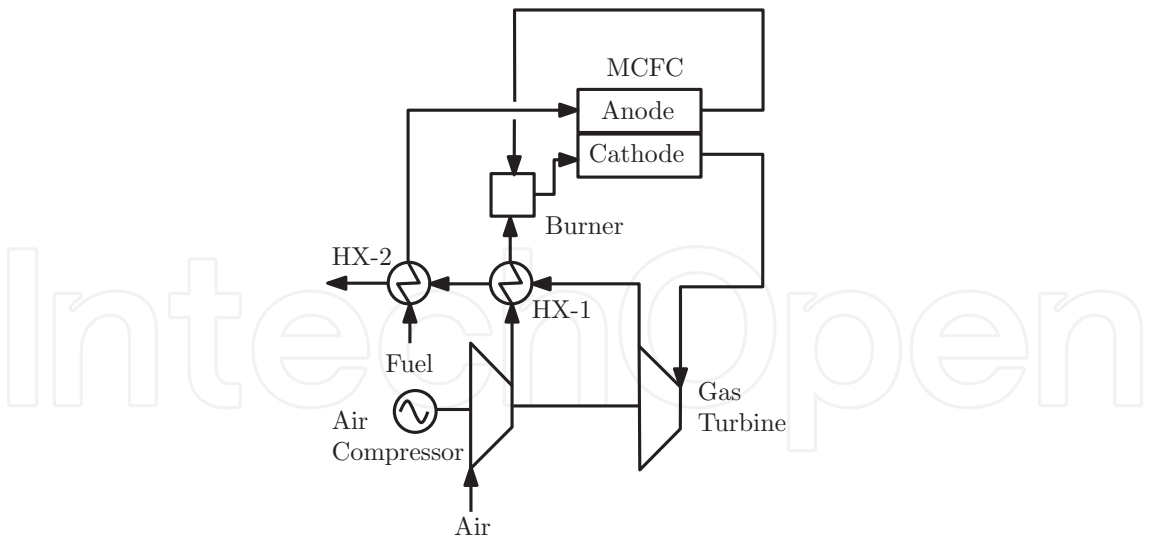 MCFC
Anode
Cathode
Burner
HX-2
HX-1
Fuel
Gas
Turbine
Air
Compressor
Air
IntechOpen